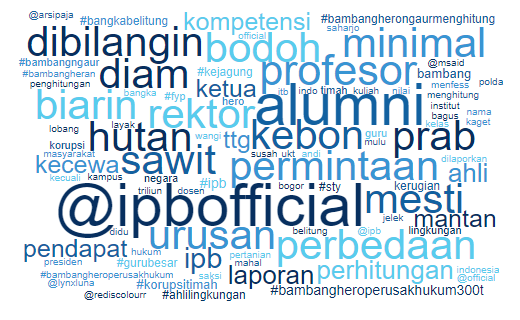 @arsipaja kompetensi #bambangherongaurmenghitung
#bangkabelitung official saharjo
dibilangin bodoh minimal
#bambangngaur diam #kejagung profesor @msaid
#bambangheran #fyp ketua itb indo timah kuliah nilai bambang polda
penghitungan bangka hero menfess menghitung
biarin rektor alumni institut bagus
lobang layak wangi ttg kebon guru kelas prab nama kaget
korupsi hutan mulu
masyarakat sawit susah ukt andi permintaan dilaporkan ahli
kecewa kampus negara #ipb bogor #sty kerugian
kecuali triliun dosen
@ipbofficial mesti
didu jelek mantan
urusan belitung @ipb lingkungan
pendapat hukum ipb pertanian perbedaan
presiden #gurubesar mahal perhitungan indonesia
#bambangheroperusakhukum saksi laporan @official
@lynxluna #korupsitimah
@rediscolourr #ahlilingkungan #bambangheroperusakhukum300t